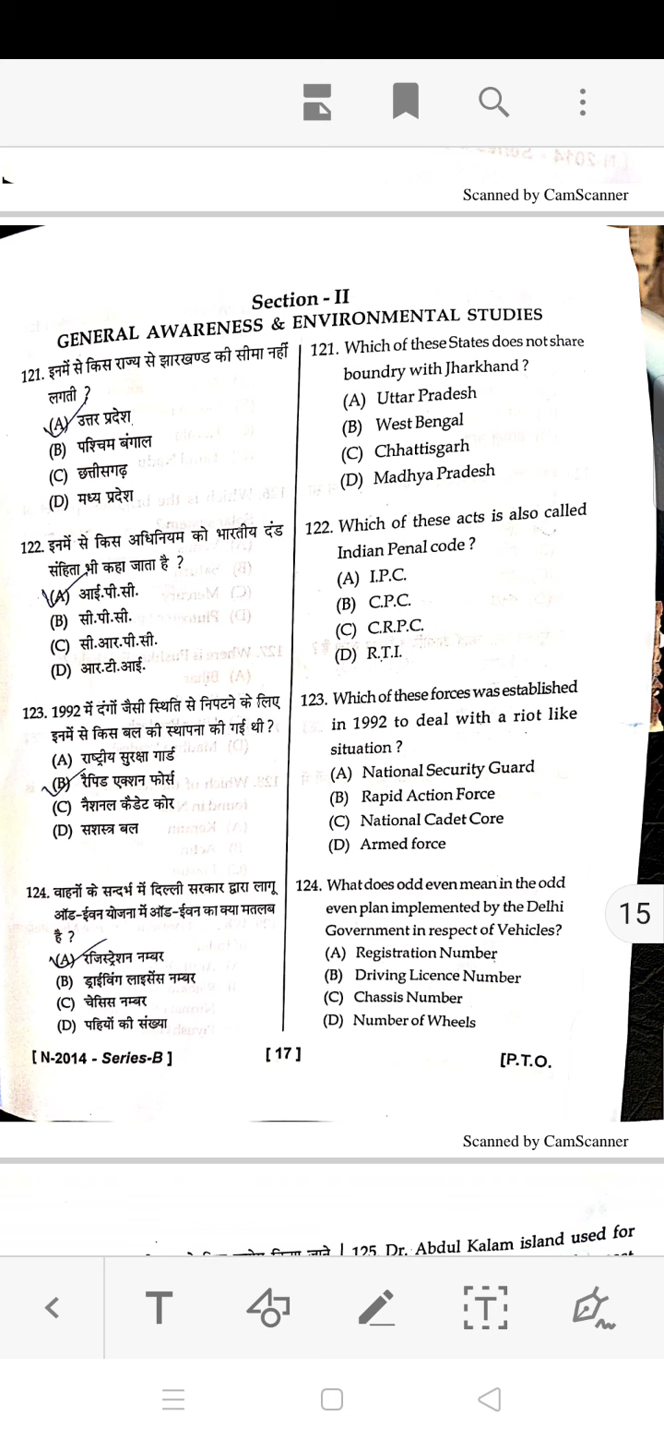 Scanned by CamScanner
Section - II
GENERAL AWARENESS & ENVIRONMENTAL STUDIES
121. इनमें से किस राज्य से झारखण्ड की सीमा नहीं
लगती ?
(A) उत्तर प्रदेश
(B) पश्चिम बंगाल
(C) छत्तीसगढ़
(D) मध्य प्रदेश
122. इनमें से किस अधिनियम को भारतीय दंड
संहिता भी कहा जाता है ?
(A) आई.पी.सी.
(B) सी.पी.सी.
(C) सी.आर.पी.सी.
(D) आर.टी.आई.
123. 1992 में दंगों जैसी स्थिति से निपटने के लिए
इनमें से किस बल की स्थापना की गई थी ?
(A) राष्ट्रीय सुरक्षा गार्ड
(B) रैपिड एक्शन फोर्स
(C) नैशनल कैडेट कोर
(D) सशस्त्र बल
124. वाहनों के सन्दर्भ में दिल्ली सरकार द्वारा लागू
ऑड-ईवन योजना में ऑड-ईवन का क्या मतलब
है ?
(A) रजिस्ट्रेशन नम्बर
(B) ड्राईविंग लाइसेंस नम्बर
(C) चेसिस नम्बर
(D) पहियों की संख्या
121. Which of these States does not share
boundry with Jharkhand ?
(A) Uttar Pradesh
(B) West Bengal
(C) Chhattisgarh
(D) Madhya Pradesh
122. Which of these acts is also called
Indian Penal code ?
(A) I.P.C.
(B) C.P.C.
(C) C.R.P.C.
(D) R.T.I.
123. Which of these forces was established
in 1992 to deal with a riot like
situation ?
(A) National Security Guard
(B) Rapid Action Force
(C) National Cadet Core
(D) Armed force
124. What does odd even mean in the odd
even plan implemented by the Delhi
Government in respect of Vehicles?
(A) Registration Number
(B) Driving Licence Number
(C) Chassis Number
(D) Number of Wheels
15
[ N-2014 - Series-B ]
[ 17 ]
[P.T.O.
Scanned by CamScanner
125. Dr. Abdul Kalam island used for